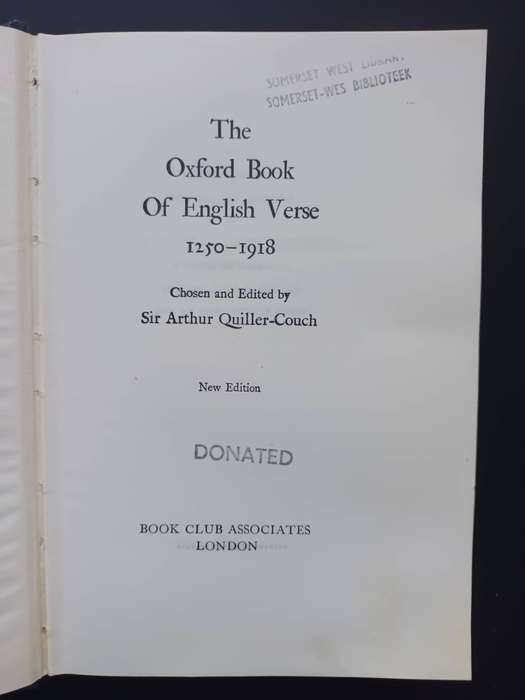 SOMERSET WEST LIBRARY
SOMERSET-WES BIBLIOTEEK
The
Oxford Book
Of English Verse
1250–1918
Chosen and Edited by
Sir Arthur Quiller-Couch
New Edition
DONATED
BOOK CLUB ASSOCIATES
LONDON